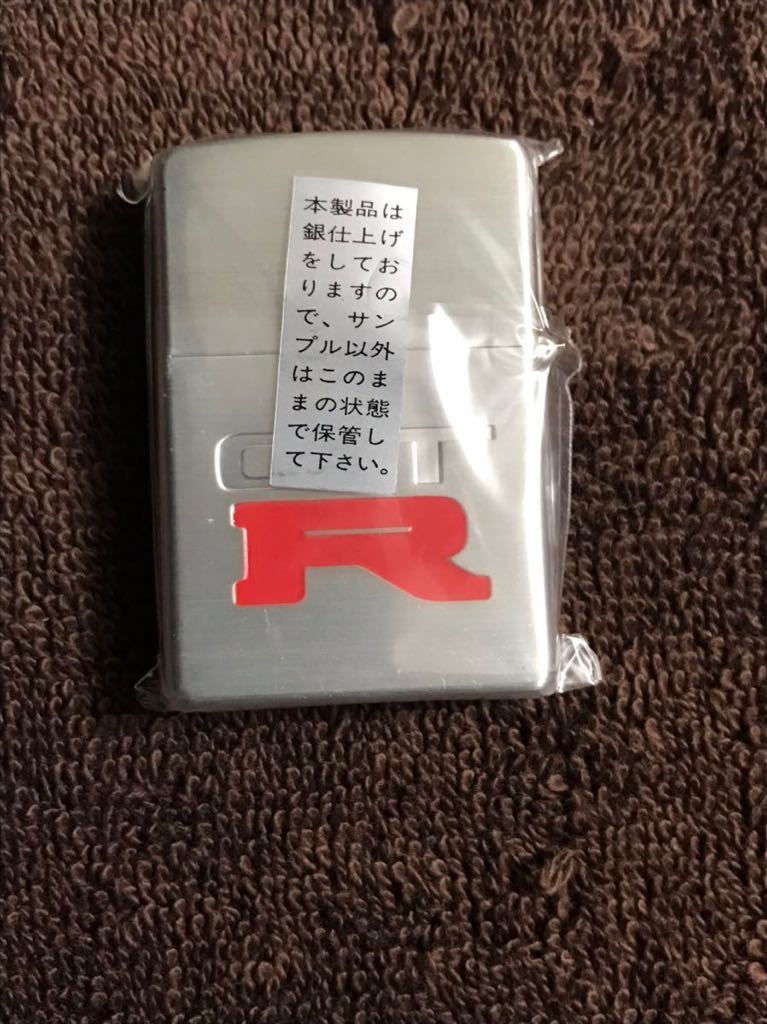 本製品は
銀仕上げ
をしてお
りますの
で、サン
プル以外
はこのま
まの状態
で保管し
て下さい。
GT
R